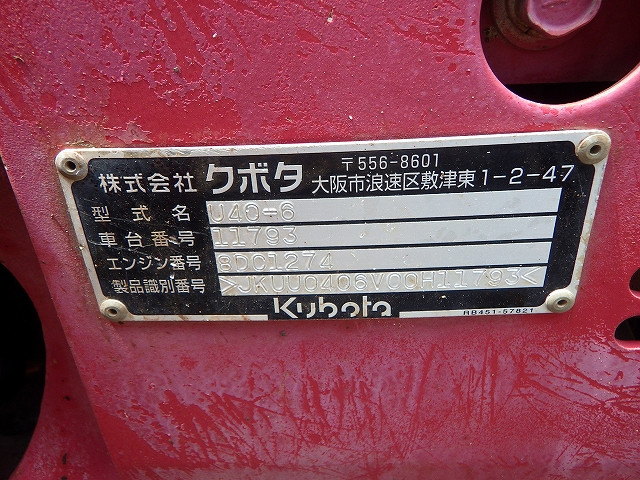 株式会社 クボタ 〒556-8601
大阪市浪速区敷津東1-2-47
型式名 U40-6
車台番号 11793
エンジン番号 8DC1274
製品識別番号 >JKUU0406V00H11793<
Kubota
RB451-57821